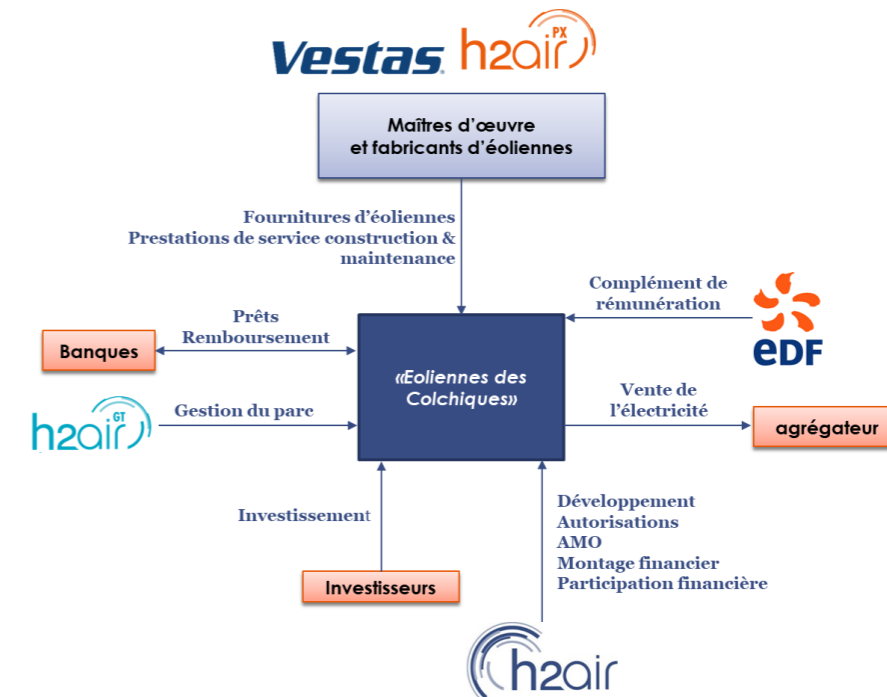 Vestas h2air PX
Maîtres d’œuvre
et fabricants d’éoliennes
Fournitures d’éoliennes
Prestations de service construction &
maintenance
Complément de
rémunération
eDF
Prêts
Remboursement
Banques
«Eoliennes des
Colchiques»
Vente de
l’électricité
agrégateur
h2air GT
Gestion du parc
Investissement
Investisseurs
Développement
Autorisations
AMO
Montage financier
Participation financière
h2air